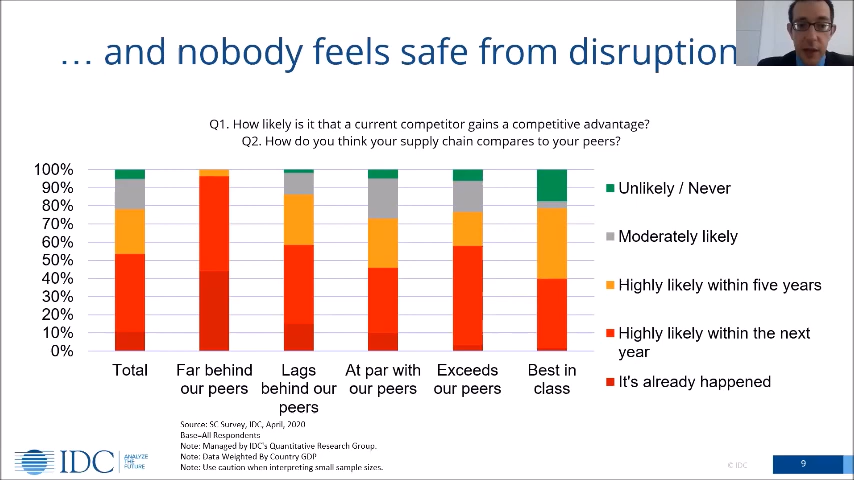 … and nobody feels safe from disruption
Q1. How likely is it that a current competitor gains a competitive advantage?
Q2. How do you think your supply chain compares to your peers?
100%
90%
80%
70%
60%
50%
40%
30%
20%
10%
0%
Total
Far behind
our peers
Lags
behind our
peers
At par with
our peers
Exceeds
our peers
Best in
class
Unlikely / Never
Moderately likely
Highly likely within five years
Highly likely within the next
year
It's already happened
Source: SC Survey, IDC, April, 2020
Base=All Respondents
Note: Managed by IDC's Quantitative Research Group.
Note: Data Weighted By Country GDP
Note: Use caution when interpreting small sample sizes.
IDC
ANALYZE
THE
FUTURE
© IDC
9